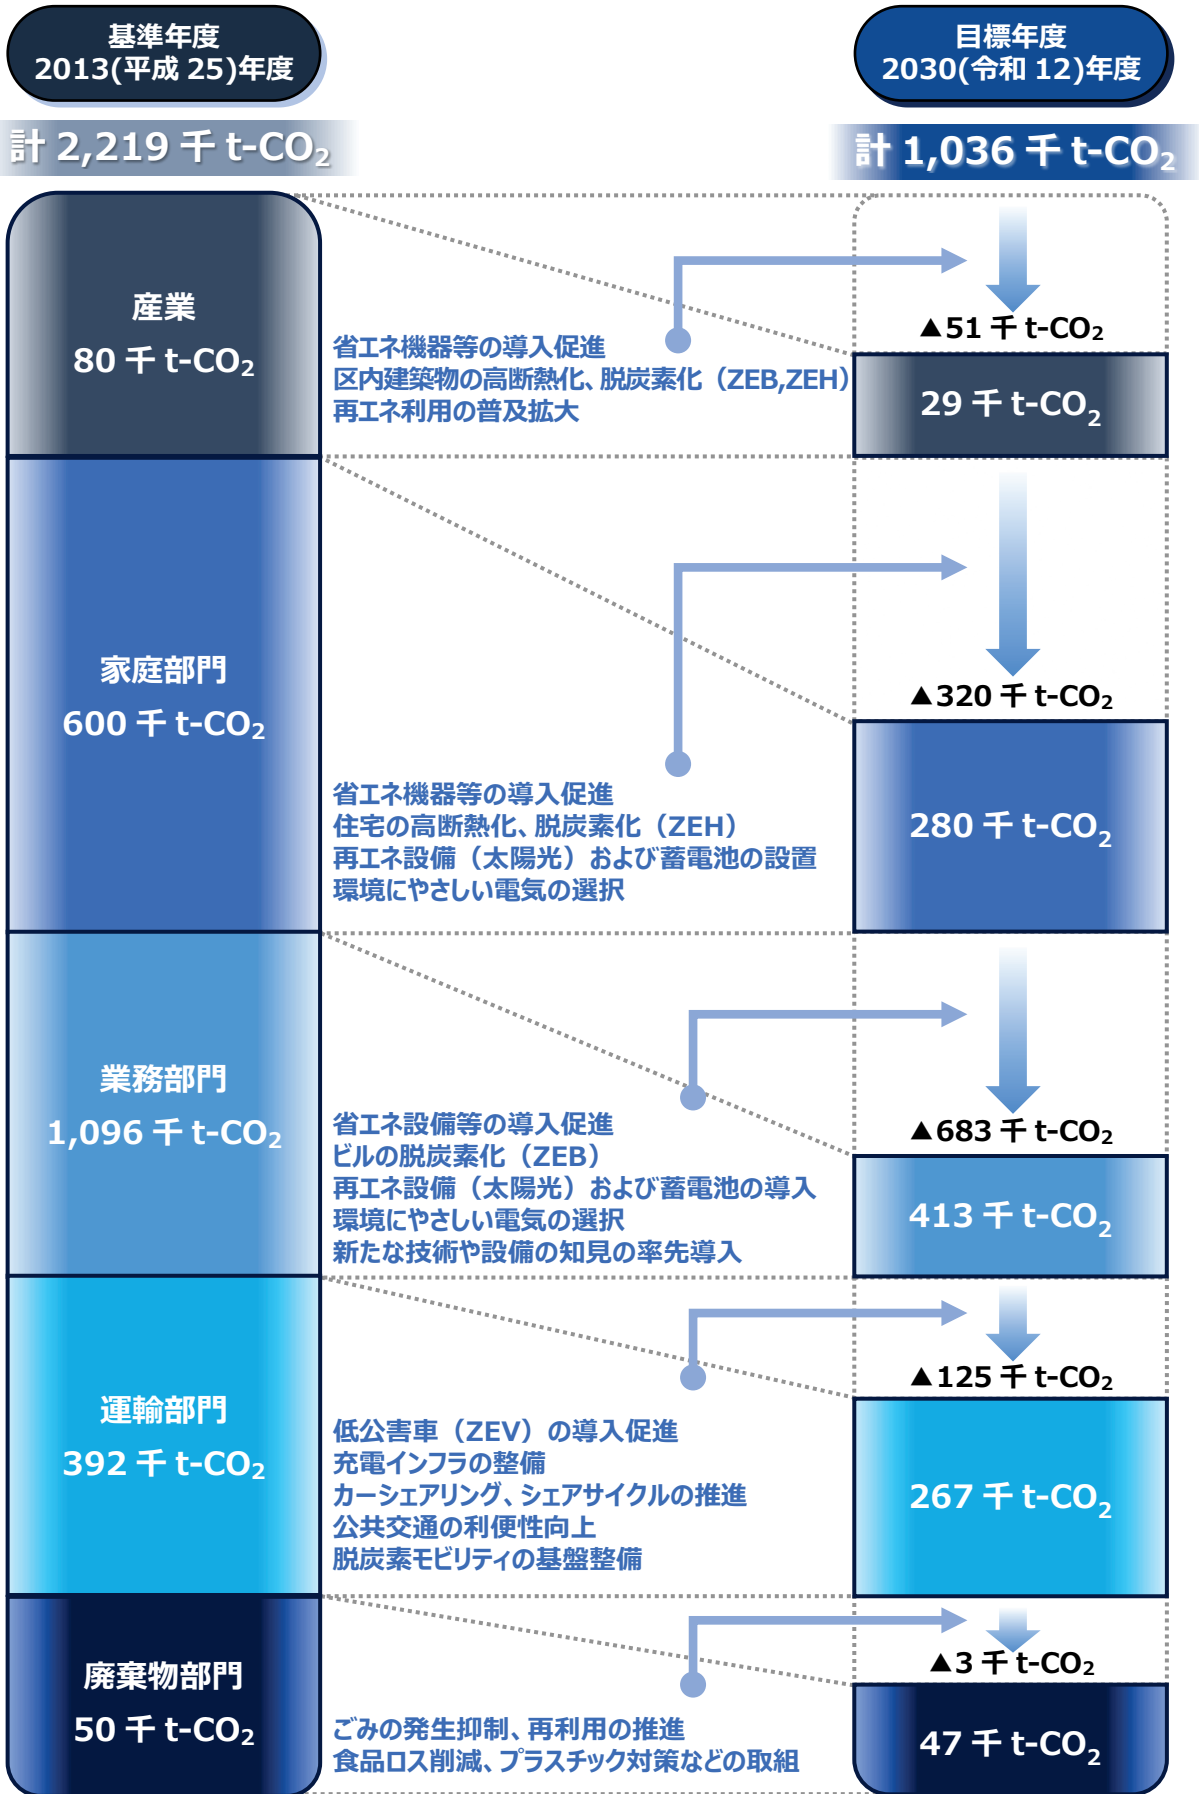 基準年度
2013(平成 25)年度
目標年度
2030(令和 12)年度
計 2,219 千 t-CO₂
計 1,036 千 t-CO₂
産業
80 千 t-CO₂
省エネ機器等の導入促進
区内建築物の高断熱化、脱炭素化（ZEB,ZEH）
再エネ利用の普及拡大
▲51 千 t-CO₂
29 千 t-CO₂
家庭部門
600 千 t-CO₂
省エネ機器等の導入促進
住宅の高断熱化、脱炭素化（ZEH）
再エネ設備（太陽光）および蓄電池の設置
環境にやさしい電気の選択
▲320 千 t-CO₂
280 千 t-CO₂
業務部門
1,096 千 t-CO₂
省エネ設備等の導入促進
ビルの脱炭素化（ZEB）
再エネ設備（太陽光）および蓄電池の導入
環境にやさしい電気の選択
新たな技術や設備の知見の率先導入
▲683 千 t-CO₂
413 千 t-CO₂
運輸部門
392 千 t-CO₂
低公害車（ZEV）の導入促進
充電インフラの整備
カーシェアリング、シェアサイクルの推進
公共交通の利便性向上
脱炭素モビリティの基盤整備
▲125 千 t-CO₂
267 千 t-CO₂
廃棄物部門
50 千 t-CO₂
ごみの発生抑制、再利用の推進
食品ロス削減、プラスチック対策などの取組
▲3 千 t-CO₂
47 千 t-CO₂